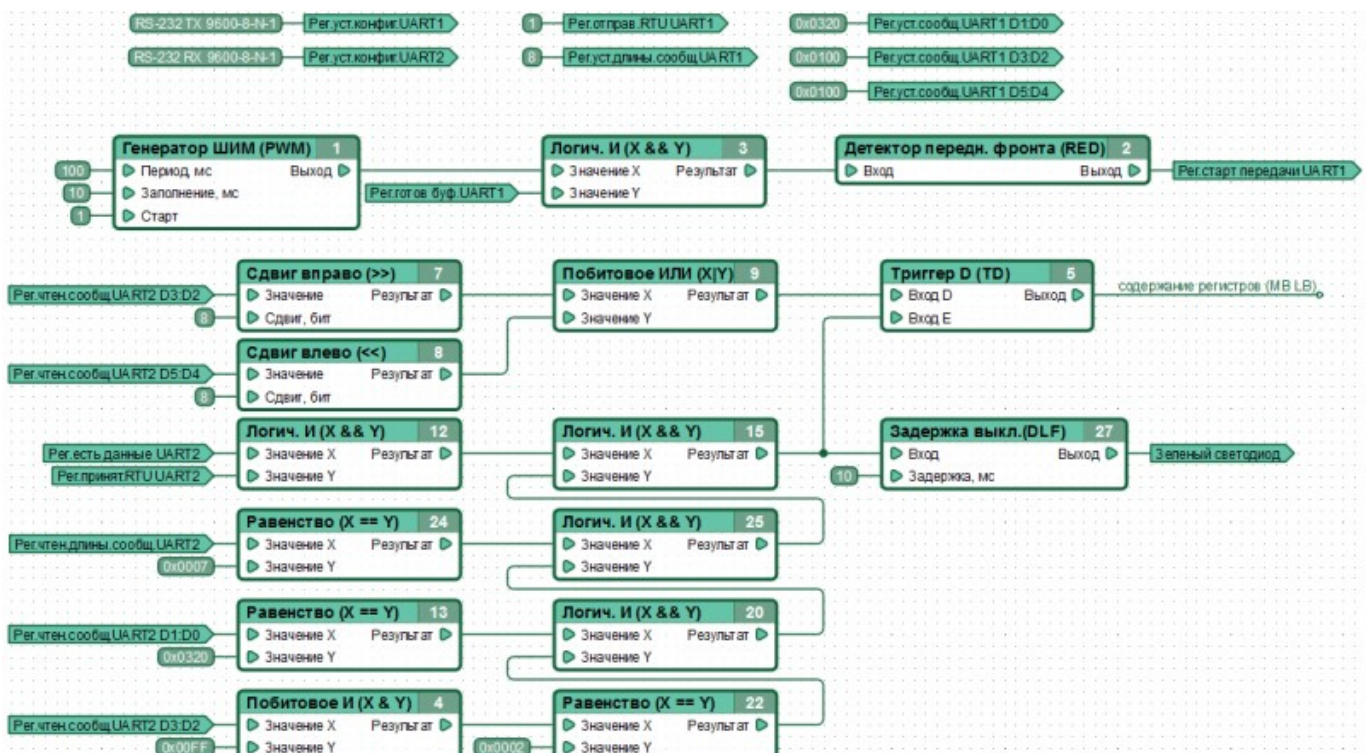 RS-232 TX 9600-8-N-1 Рег.уст.конфиг.UART1 1 Рег.отправ.RTU UART1 0x0320 Рег.уст.сообщ.UART1 D1:D0
RS-232 RX 9600-8-N-1 Рег.уст.конфиг.UART2 8 Рег.уст.длины.сообщ.UART1 0x0100 Рег.уст.сообщ.UART1 D3:D2
0x0100 Рег.уст.сообщ.UART1 D5:D4
Генератор ШИМ (PWM) 1 Логич. И (X && Y) 3 Детектор передн. фронта (RED) 2
100 Период, мс Выход Значение X Результат Вход Выход Рег.старт передачи UART1
10 Заполнение, мс Рег.готов буф.UART1 Значение Y
1 Старт
Сдвиг вправо (>>) 7 Побитовое ИЛИ (X|Y) 9 Триггер D (TD) 5
Рег.чтен.сообщ.UART2 D3:D2 Значение Результат Значение X Результат Вход D Выход содержание регистров (MB LB)
8 Сдвиг, бит Значение Y Вход E
Сдвиг влево (<<) 8
Рег.чтен.сообщ.UART2 D5:D4 Значение Результат
8 Сдвиг, бит
Логич. И (X && Y) 12 Логич. И (X && Y) 15 Задержка выкл.(DLF) 27
Рег.есть данные UART2 Значение X Результат Значение X Результат Вход Выход Зеленый светодиод
Рег.принят.RTU UART2 Значение Y Значение Y 10 Задержка, мс
Равенство (X == Y) 24 Логич. И (X && Y) 25
Рег.чтен.длины.сообщ.UART2 Значение X Результат Значение X Результат
0x0007 Значение Y Значение Y
Равенство (X == Y) 13 Логич. И (X && Y) 20
Рег.чтен.сообщ.UART2 D1:D0 Значение X Результат Значение X Результат
0x0320 Значение Y Значение Y
Побитовое И (X & Y) 4 Равенство (X == Y) 22
Рег.чтен.сообщ.UART2 D3:D2 Значение X Результат Значение X Результат
0x00FF Значение Y 0x0002 Значение Y